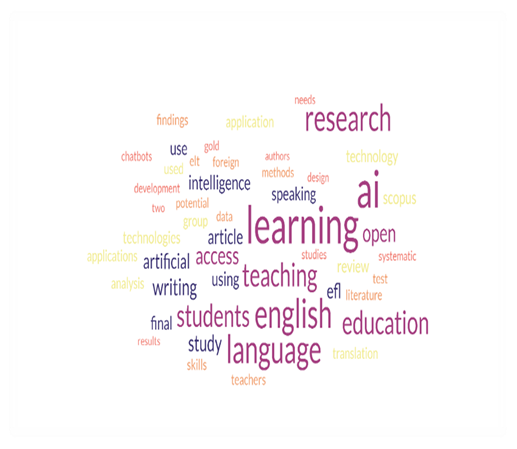 needs
findings
application
research
use
gold
chatbots
elt
foreign
authors
technology
used
methods
intelligence
design
development
speaking
ai
scopus
two
potential
group
data
learning
technologies
article
open
applications
artificial
access
studies
systematic
review
analysis
writing
using
teaching
test
efl
literature
final
students
english
education
results
study
language
translation
skills
teachers